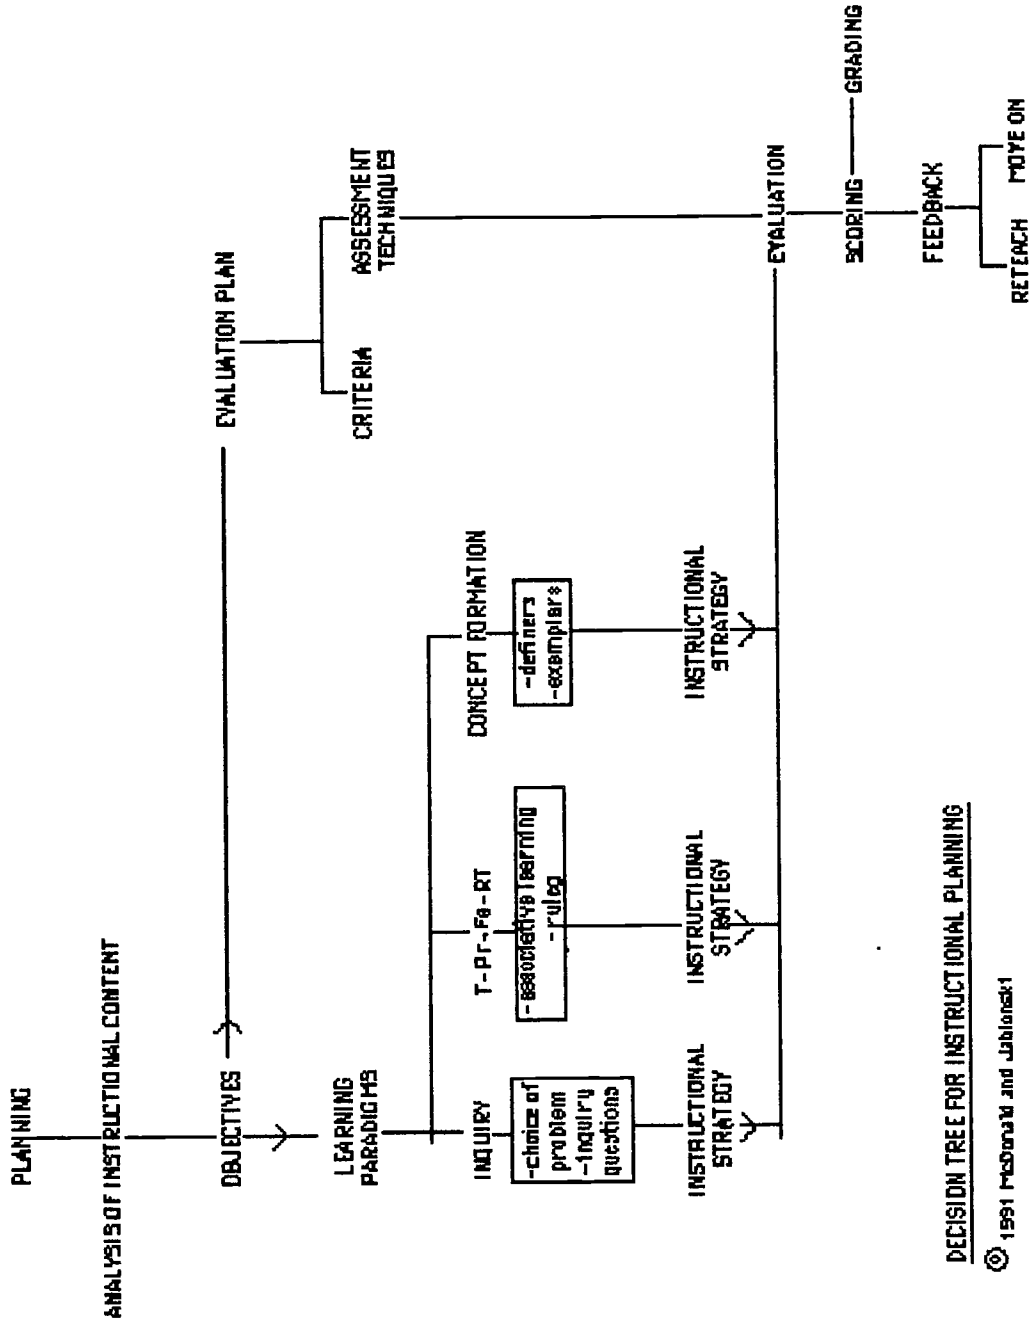 PLANNING
ANALYSIS OF INSTRUCTIONAL CONTENT
OBJECTIVES
EVALUATION PLAN
LEARNING
PARADIGMS
CRITERIA
ASSESSMENT
TECHNIQUES
INQUIRY
T-Pr-Fe-RT
CONCEPT FORMATION
-choice of
problem
-inquiry
questions
- associative learning
- ruleg
-definers
-exemplars
INSTRUCTIONAL
STRATEGY
INSTRUCTIONAL
STRATEGY
INSTRUCTIONAL
STRATEGY
EVALUATION
SCORING
GRADING
FEEDBACK
RETEACH
MOVE ON
DECISION TREE FOR INSTRUCTIONAL PLANNING
© 1991 McDonald and Jablonski